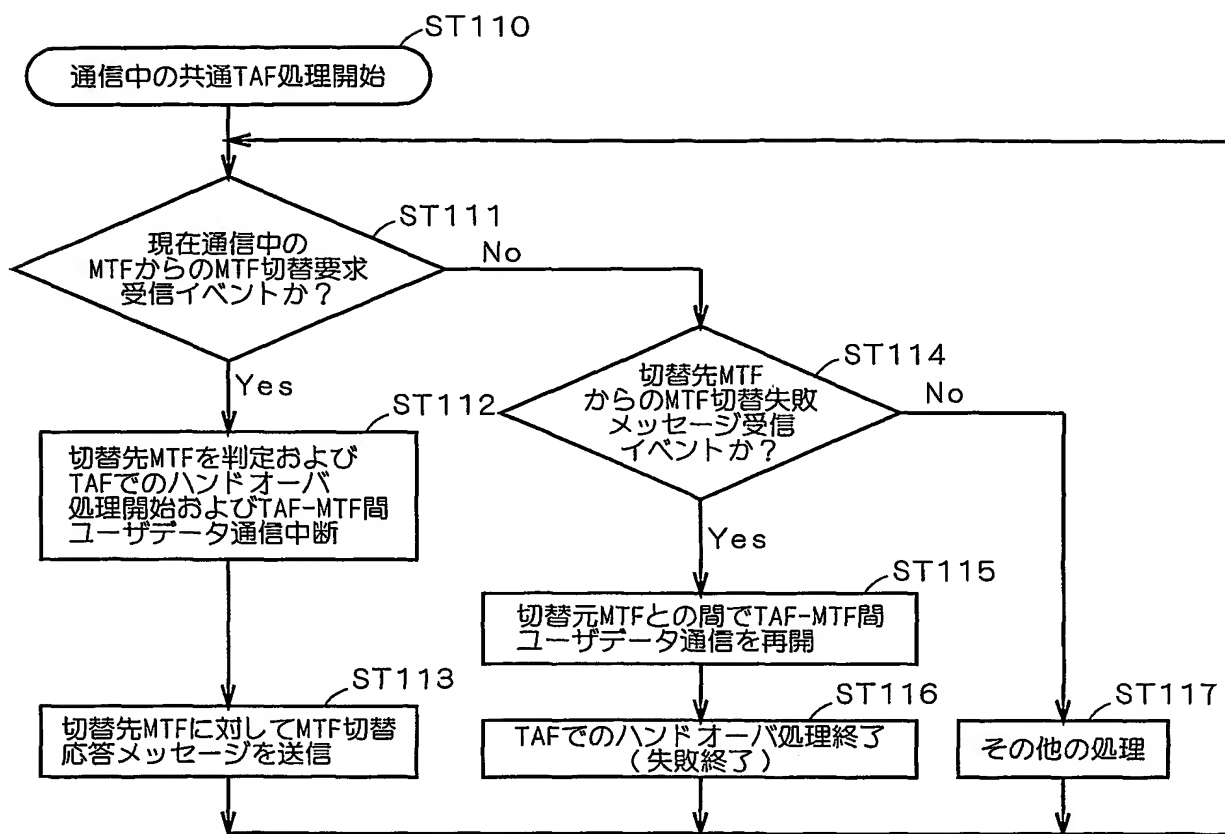 ST110
通信中の共通TAF処理開始
ST111
現在通信中の
MTFからのMTF切替要求
受信イベントか？
No
Yes
ST114
切替先MTF
からのMTF切替失敗
メッセージ受信
イベントか？
No
Yes
ST112
切替先MTFを判定および
TAFでのハンドオーバ
処理開始およびTAF-MTF間
ユーザデータ通信中断
ST115
切替元MTFとの間でTAF-MTF間
ユーザデータ通信を再開
ST113
切替先MTFに対してMTF切替
応答メッセージを送信
ST116
TAFでのハンドオーバ処理終了
（失敗終了）
ST117
その他の処理